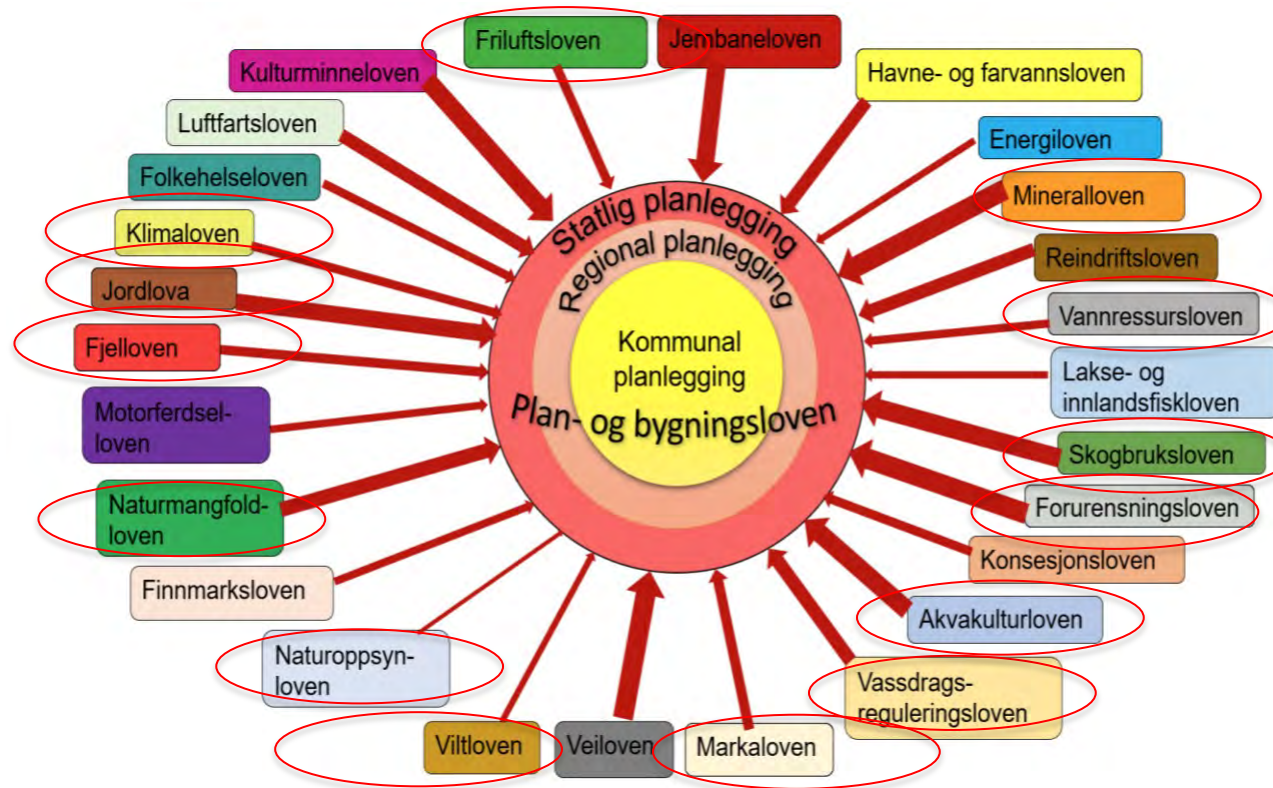 Friluftsloven
Jernbaneloven
Kulturminneloven
Havne- og farvannsloven
Luftfartsloven
Energiloven
Folkehelseloven
Mineralloven
Klimaloven
Reindriftsloven
Jordlova
Vannressursloven
Fjelloven
Lakse- og
innlandsfiskloven
Motorferdsel-
loven
Skogbruksloven
Naturmangfold-
loven
Forurensningsloven
Finnmarksloven
Konsesjonsloven
Akvakulturloven
Naturoppsyn-
loven
Vassdrags-
reguleringsloven
Viltloven
Veiloven
Markaloven
Statlig planlegging
Regional planlegging
Kommunal
planlegging
Plan- og bygningsloven